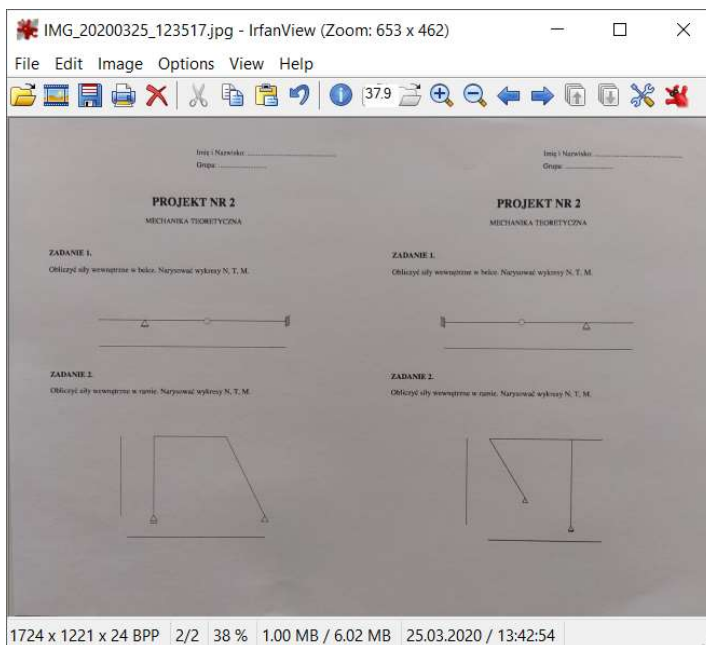 IMG_20200325_123517.jpg - IrfanView (Zoom: 653 x 462)
File Edit Image Options View Help
37.9
Imię i Nazwisko: ..............................
Grupa: ....................
PROJEKT NR 2
MECHANIKA TEORETYCZNA
ZADANIE 1.
Obliczyć siły wewnętrzne w belce. Narysować wykresy N, T, M.
ZADANIE 2.
Obliczyć siły wewnętrzne w ramie. Narysować wykresy N, T, M.
Imię i Nazwisko: ..............................
Grupa: ....................
PROJEKT NR 2
MECHANIKA TEORETYCZNA
ZADANIE 1.
Obliczyć siły wewnętrzne w belce. Narysować wykresy N, T, M.
ZADANIE 2.
Obliczyć siły wewnętrzne w ramie. Narysować wykresy N, T, M.
1724 x 1221 x 24 BPP 2/2 38 % 1.00 MB / 6.02 MB 25.03.2020 / 13:42:54